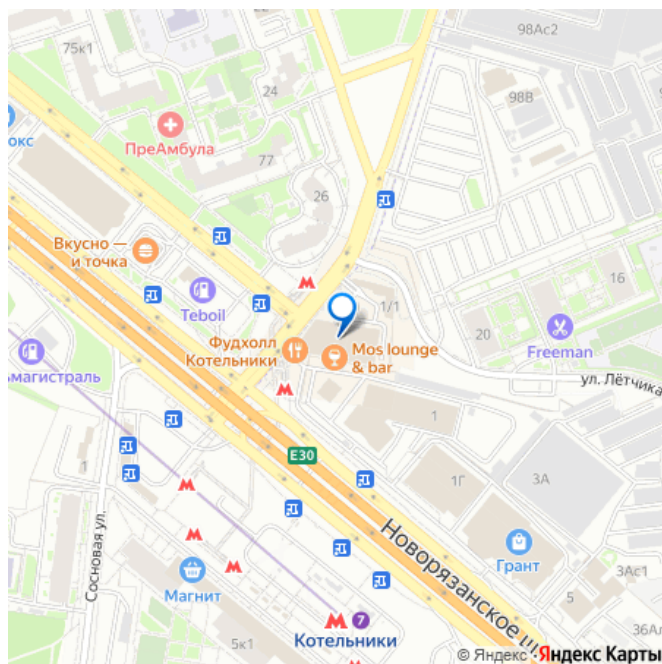 98Ас2
75к1
24
98В
окс
ПреАмбула
77
26
Вкусно —
и точка
16
1/1
Teboil
20
Фудхолл
Котельники
Mos lounge
& bar
Freeman
ьмагистраль
ул. Лётчика
1
E30
1
1Г
3А
Сосновая ул.
Новорязанское ш
Грант
3Ас1
Магнит
5
7
Котельники
5к1
36А
© Яндекс
Яндекс Карты